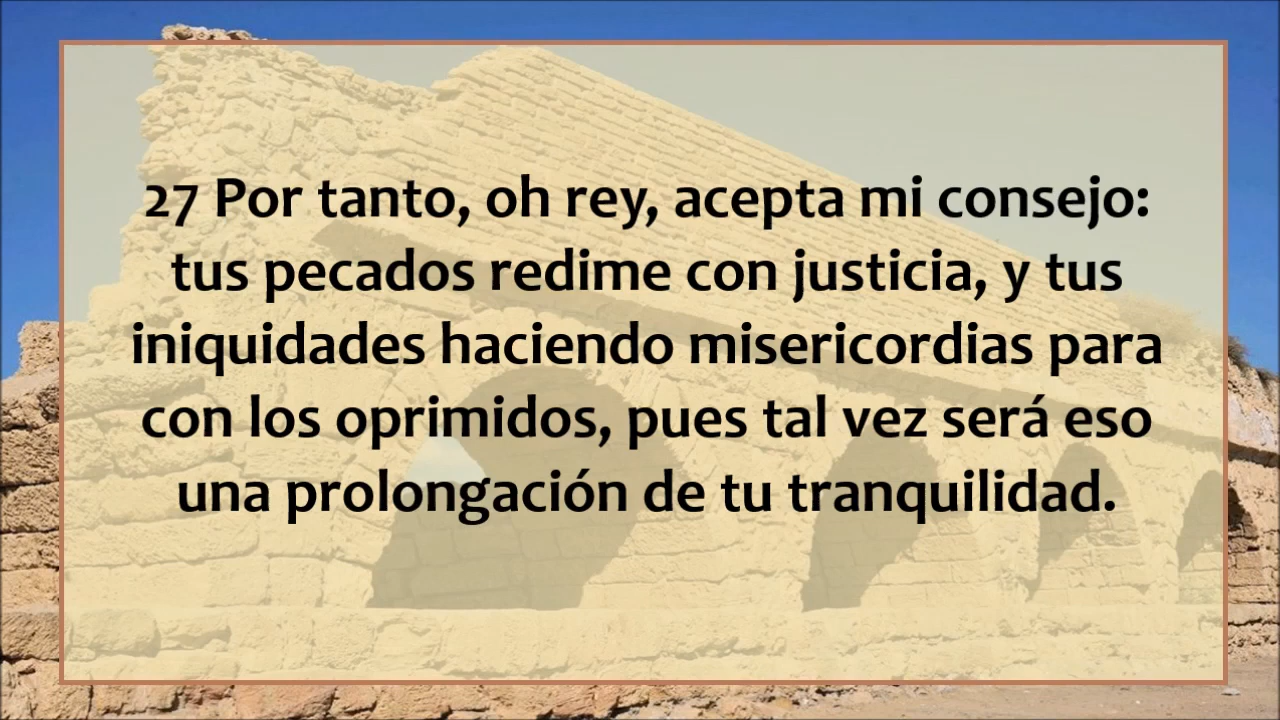 27 Por tanto, oh rey, acepta mi consejo:
tus pecados redime con justicia, y tus
iniquidades haciendo misericordias para
con los oprimidos, pues tal vez será eso
una prolongación de tu tranquilidad.